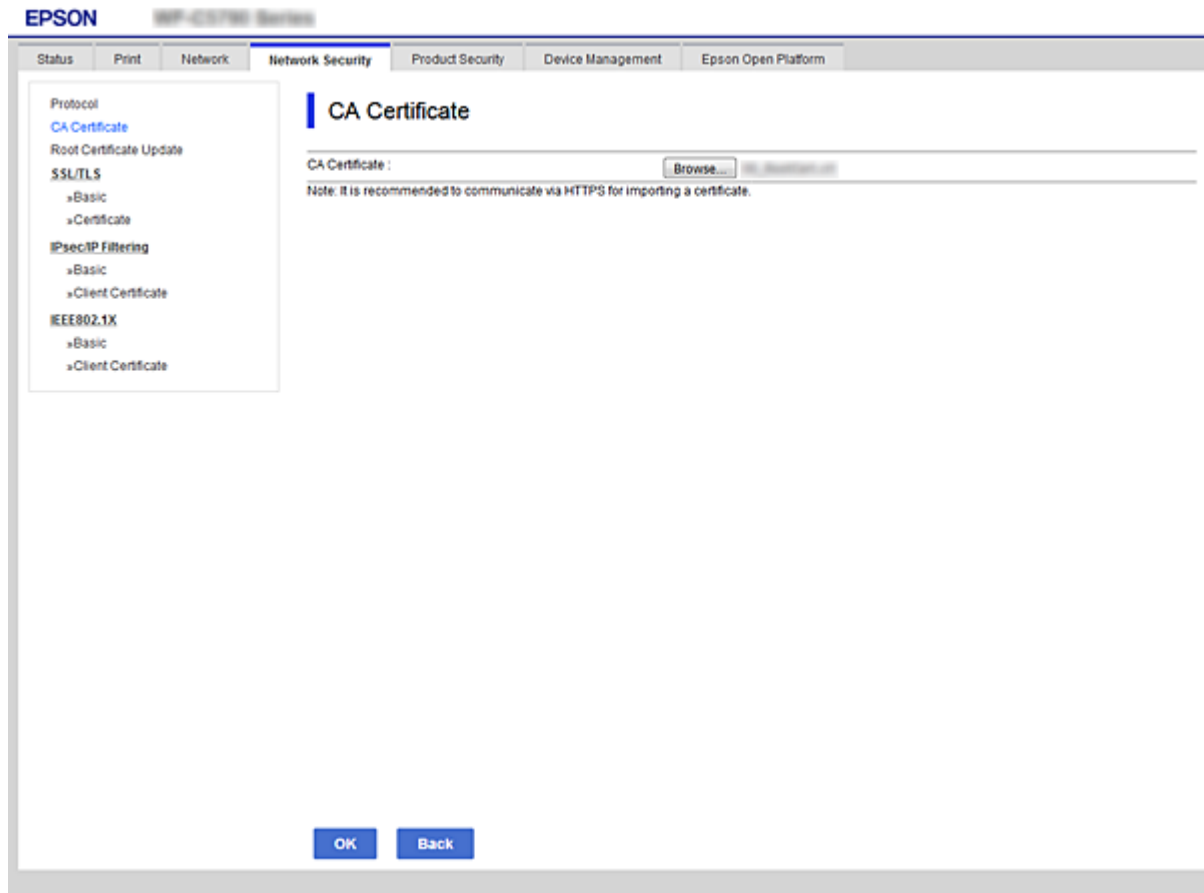 EPSON
Status Print Network Network Security Product Security Device Management Epson Open Platform
Protocol
CA Certificate
Root Certificate Update
SSL/TLS
»Basic
»Certificate
IPsec/IP Filtering
»Basic
»Client Certificate
IEEE802.1X
»Basic
»Client Certificate
CA Certificate
CA Certificate : Browse...
Note: It is recommended to communicate via HTTPS for importing a certificate.
OK Back